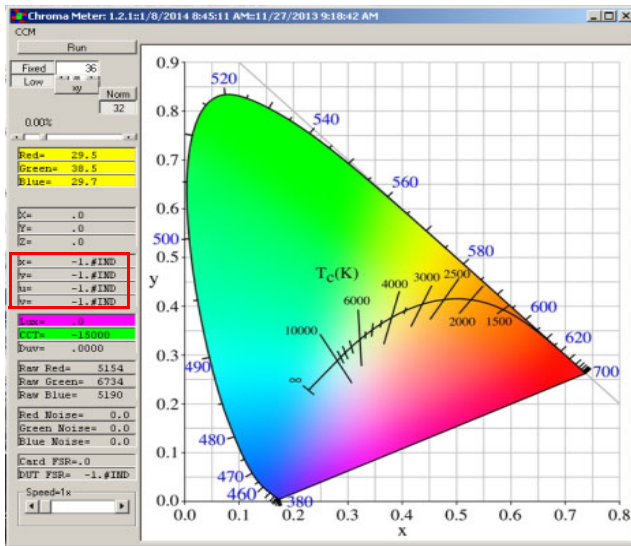 Chroma Meter: 1.2.1::1/8/2014 8:45:11 AM::11/27/2013 9:18:42 AM
CCM
Run
Fixed 36
Low xy
Norm
32
0.00%
Red= 29.5
Green= 38.5
Blue= 29.7
X= .0
Y= .0
Z= .0
x= -1.#IND
y= -1.#IND
u= -1.#IND
v= -1.#IND
Lux= .0
CCT= -15000
Duv= .0000
Raw Red= 5154
Raw Green= 6734
Raw Blue= 5190
Red Noise= 0.0
Green Noise= 0.0
Blue Noise= 0.0
Card FSR=.0
DUT FSR= -1.#IND
Speed=1x
0.9
0.8
0.7
0.6
0.5
0.4
0.3
0.2
0.1
0.0
y
0.0 0.1 0.2 0.3 0.4 0.5 0.6 0.7 0.8
x
520
540
560
500
580
600
620
490
700
480
470
460
380
Tc(K)
4000 3000 2500
6000
2000 1500
10000
∞